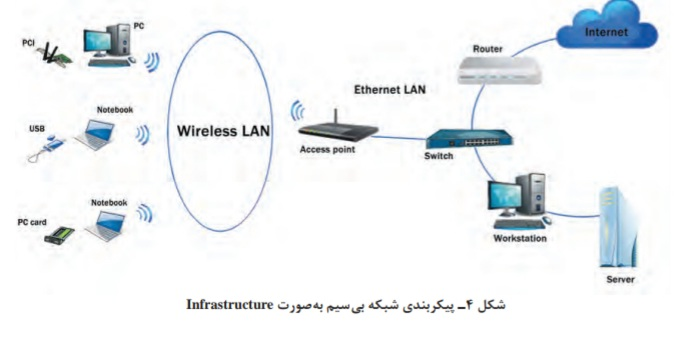 PC
PCI
Internet
Router
Ethernet LAN
Notebook
USB
Wireless LAN
Access point
Switch
Notebook
PC card
Workstation
Server
شکل ۴ـ پیکربندی شبکه بی‌سیم به‌صورت Infrastructure